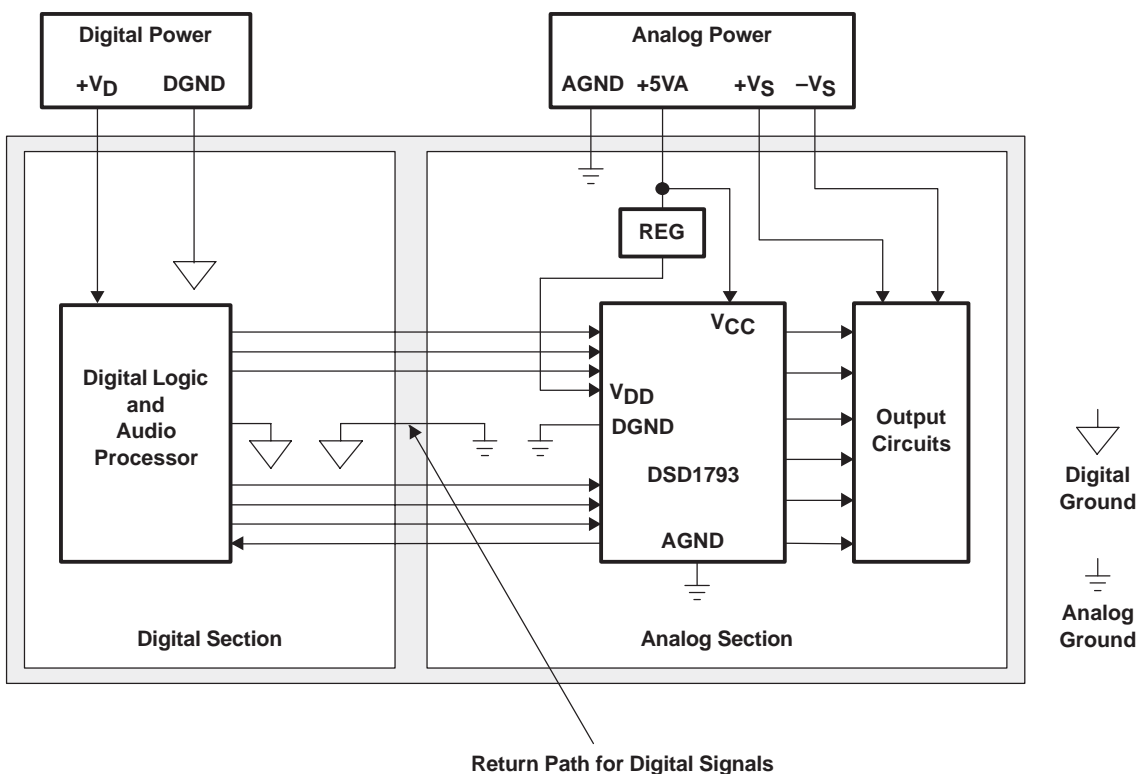 Digital Power
+VD DGND
Analog Power
AGND +5VA +VS –VS
REG
VCC
Digital Logic
and
Audio
Processor
VDD
DGND
DSD1793
AGND
Output
Circuits
Digital
Ground
Analog
Ground
Digital Section
Analog Section
Return Path for Digital Signals